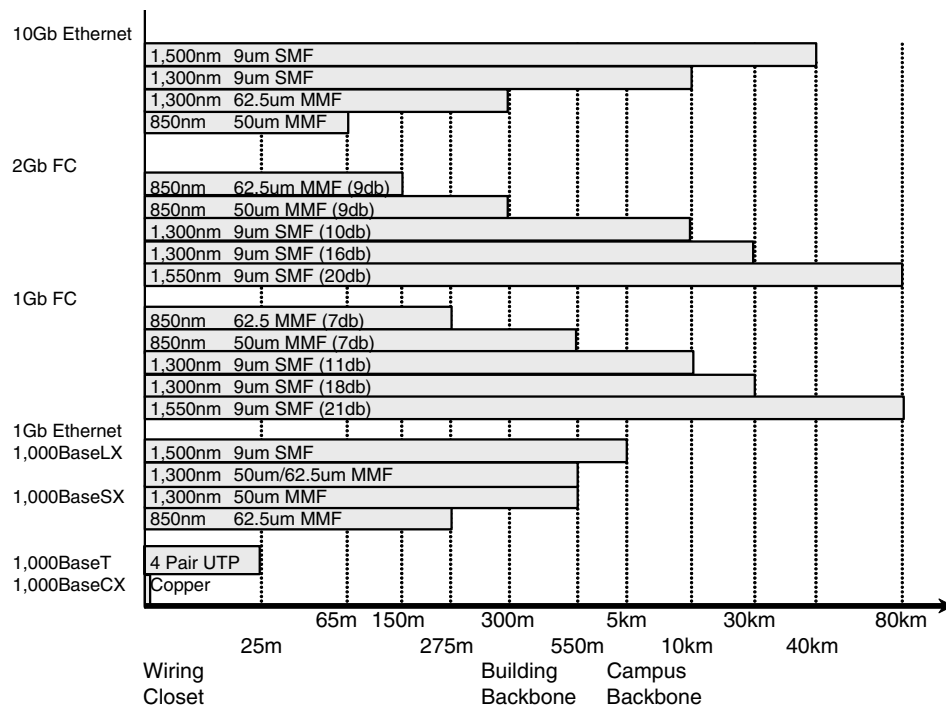 10Gb Ethernet
1,500nm 9um SMF
1,300nm 9um SMF
1,300nm 62.5um MMF
850nm 50um MMF
2Gb FC
850nm 62.5um MMF (9db)
850nm 50um MMF (9db)
1,300nm 9um SMF (10db)
1,300nm 9um SMF (16db)
1,550nm 9um SMF (20db)
1Gb FC
850nm 62.5 MMF (7db)
850nm 50um MMF (7db)
1,300nm 9um SMF (11db)
1,300nm 9um SMF (18db)
1,550nm 9um SMF (21db)
1Gb Ethernet
1,000BaseLX 1,500nm 9um SMF
1,300nm 50um/62.5um MMF
1,000BaseSX 1,300nm 50um MMF
850nm 62.5um MMF
1,000BaseT 4 Pair UTP
1,000BaseCX Copper
65m 150m 300m 5km 30km 80km
25m 275m 550m 10km 40km
Wiring Building Campus
Closet Backbone Backbone